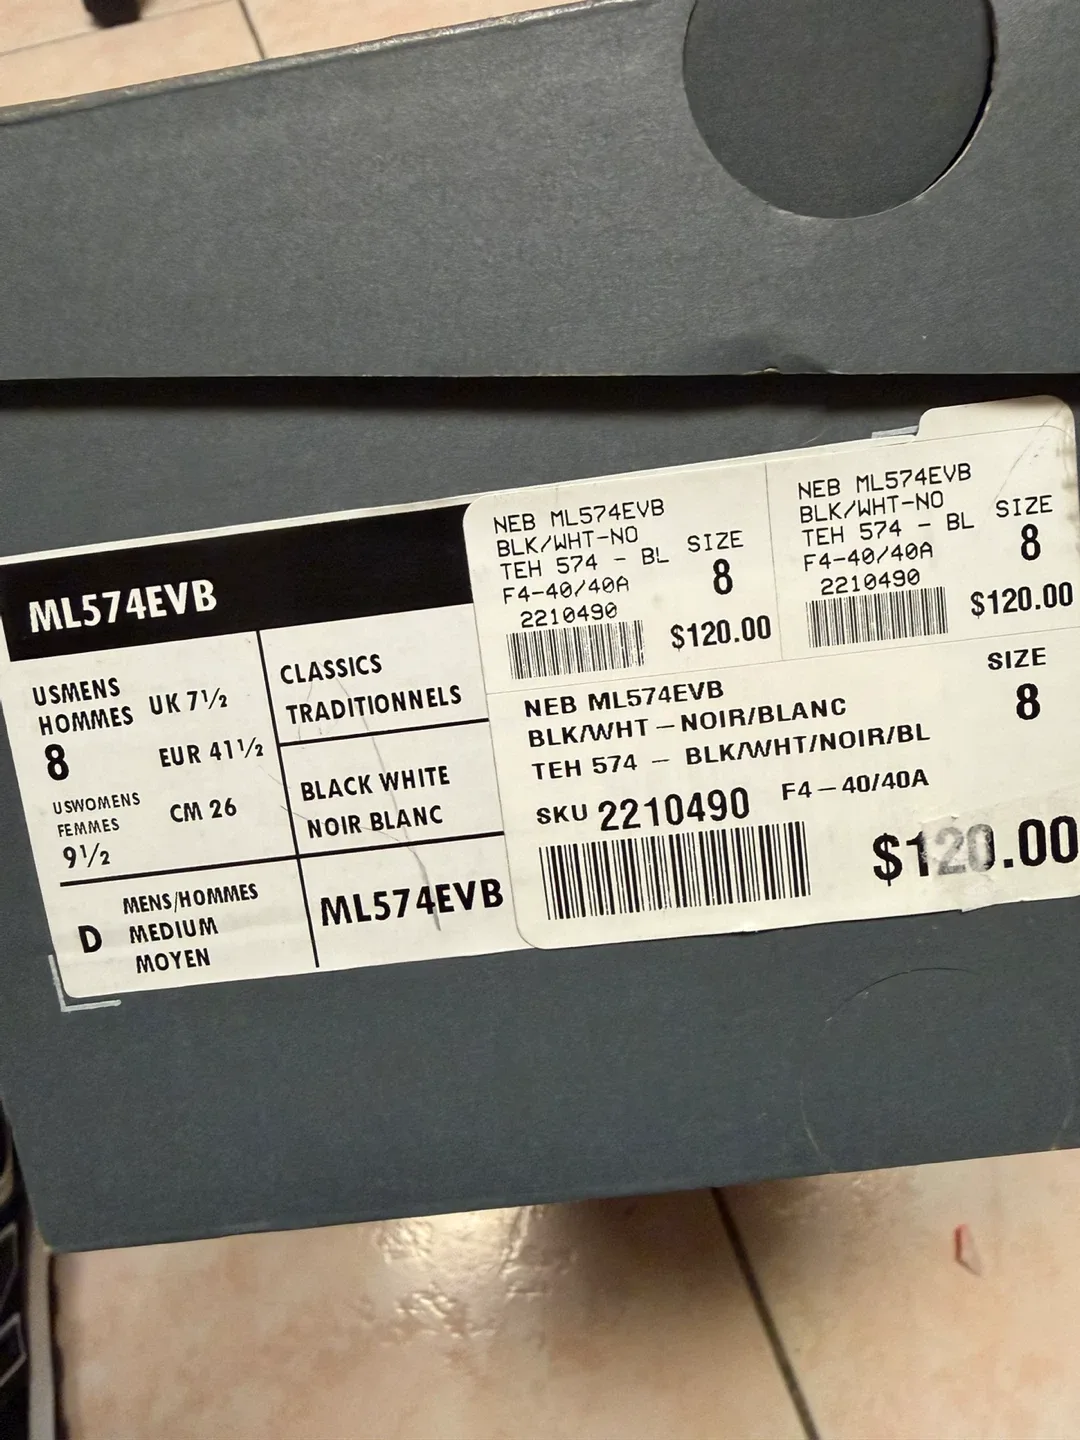 ML574EVB
USMENS
HOMMES
8
UK 7½
EUR 41½
CM 26
USWOMENS
FEMMES
9½
D
MENS/HOMMES
MEDIUM
MOYEN
CLASSICS
TRADITIONNELS
BLACK WHITE
NOIR BLANC
ML574EVB
NEB ML574EVB
BLK/WHT-NO
TEH 574 - BL
F4-40/40A
2210490
SIZE
8
$120.00
NEB ML574EVB
BLK/WHT-NO
TEH 574 - BL
F4-40/40A
2210490
SIZE
8
$120.00
NEB ML574EVB
BLK/WHT — NOIR/BLANC
TEH 574 — BLK/WHT/NOIR/BL
SKU 2210490 F4—40/40A
SIZE
8
$120.00